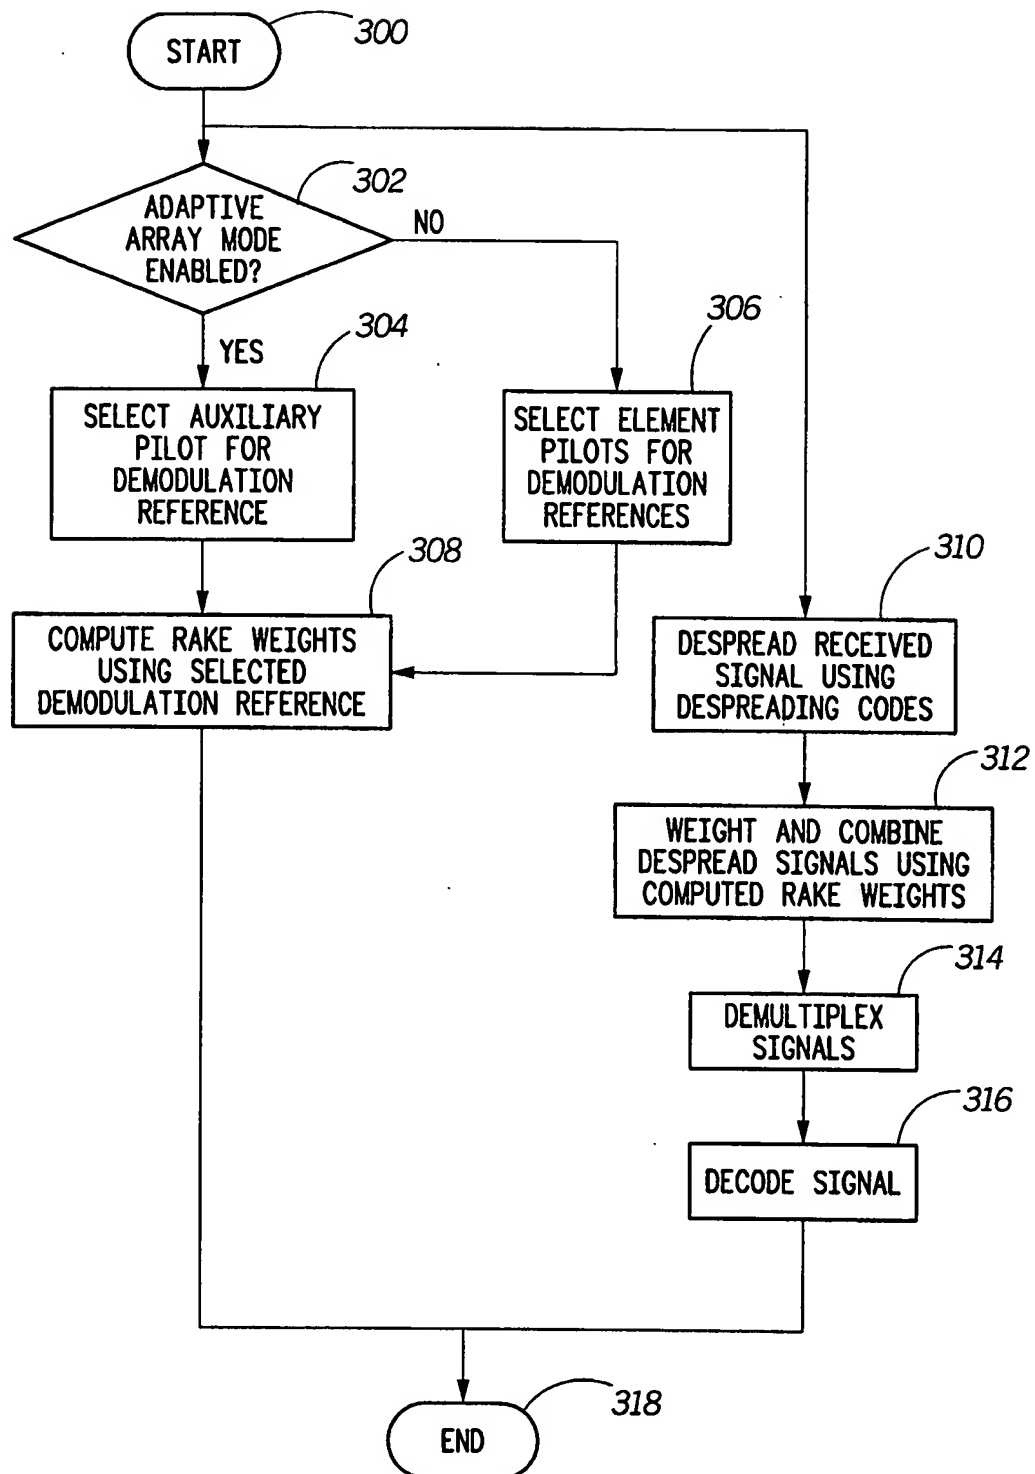 300
START
302
ADAPTIVE
ARRAY MODE
ENABLED?
NO
YES
304
SELECT AUXILIARY
PILOT FOR
DEMODULATION
REFERENCE
306
SELECT ELEMENT
PILOTS FOR
DEMODULATION
REFERENCES
308
COMPUTE RAKE WEIGHTS
USING SELECTED
DEMODULATION REFERENCE
310
DESPREAD RECEIVED
SIGNAL USING
DESPREADING CODES
312
WEIGHT AND COMBINE
DESPREAD SIGNALS USING
COMPUTED RAKE WEIGHTS
314
DEMULTIPLEX
SIGNALS
316
DECODE SIGNAL
318
END